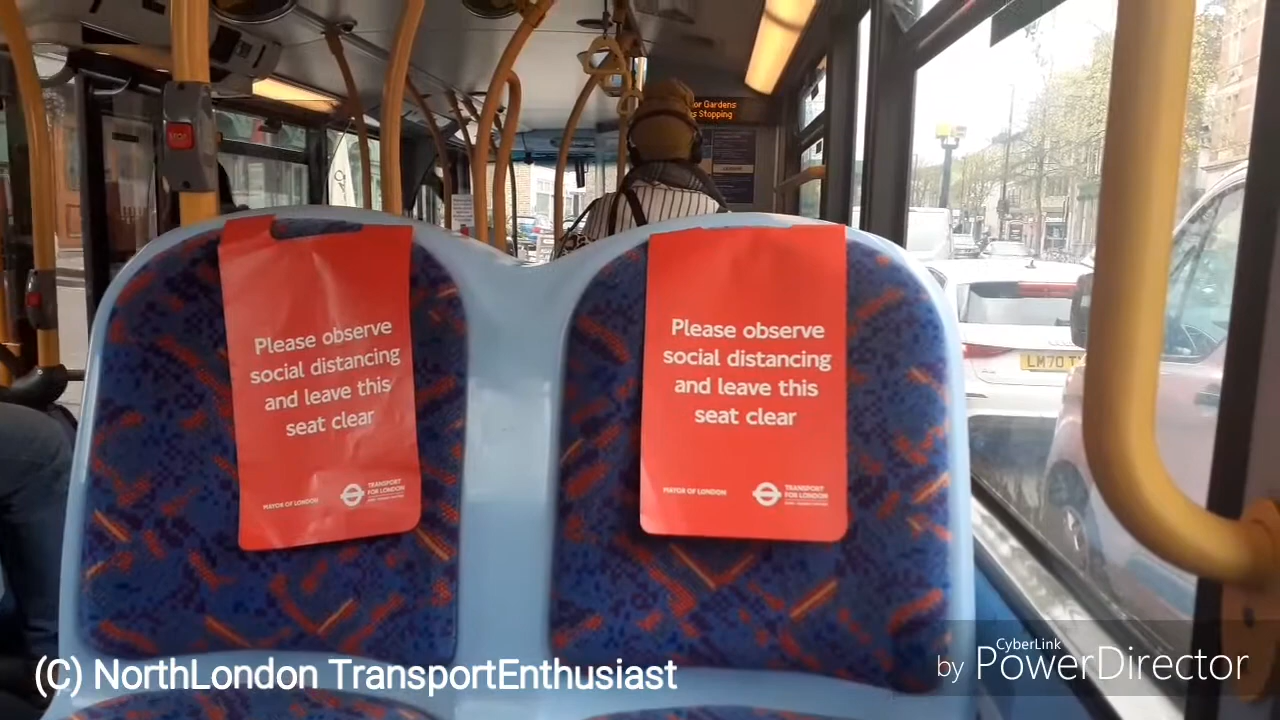 or Gardens
s Stopping
STOP
Please observe
social distancing
and leave this
seat clear
MAYOR OF LONDON
TRANSPORT
FOR LONDON
Please observe
social distancing
and leave this
seat clear
MAYOR OF LONDON
TRANSPORT
FOR LONDON
LM70 T
(C) NorthLondon TransportEnthusiast
CyberLink
by PowerDirector